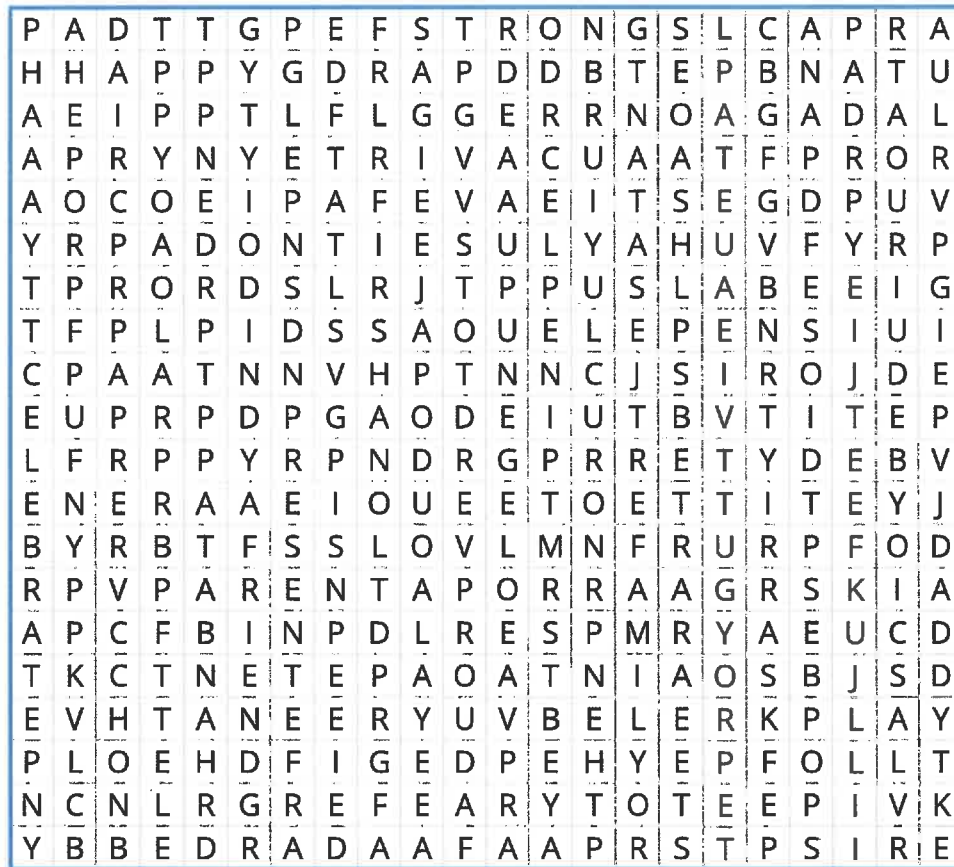 P A D T T G P E F S T R O N G S L C A P R A
H H A P P Y G D R A P D D B T E P B N A T U
A E I P P T L F L G G E R R N O A G A D A L
A P R Y N Y E T R I V A C U A A T F P R O R
A O C O E I P A F E V A E I T S E G D P U V
Y R P A D O N T I E S U L Y A H U V F Y R P
T P R O R D S L R J T P P U S L A B E E I G
T F P L P I D S S A O U E L E P E N S I U I
C P A A T N N V H P T N N C J S I R O J D E
E U P R P D P G A O D E I U T B V T I T E P
L F R P P Y R P N D R G P R R E T Y D E B V
E N E R A A E I O U E E T O E T T I T E Y J
B Y R B T F S S L O V L M N F R U R P F O D
R P V P A R E N T A P O R R A A G R S K I A
A P C F B I N P D L R E S P M R Y A E U C D
T K C T N E T E P A O A T N I A O S B J S D
E V H T A N E E R Y U V B E L E R K P L A Y
P L O E H D F I G E D P E H Y E P F O L L T
N C N L R G R E F E A R Y T O T E E P I V K
Y B B E D R A D A A F A A P R S T P S I R E